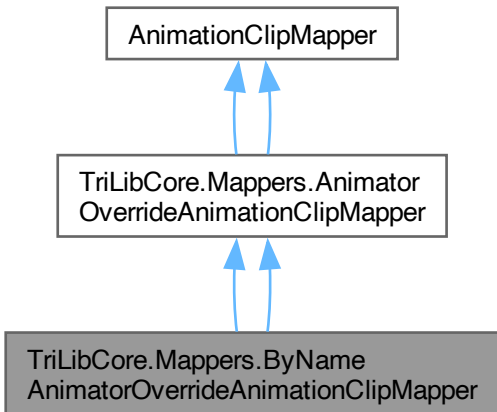 AnimationClipMapper
TriLibCore.Mappers.Animator
OverrideAnimationClipMapper
TriLibCore.Mappers.ByName
AnimatorOverrideAnimationClipMapper